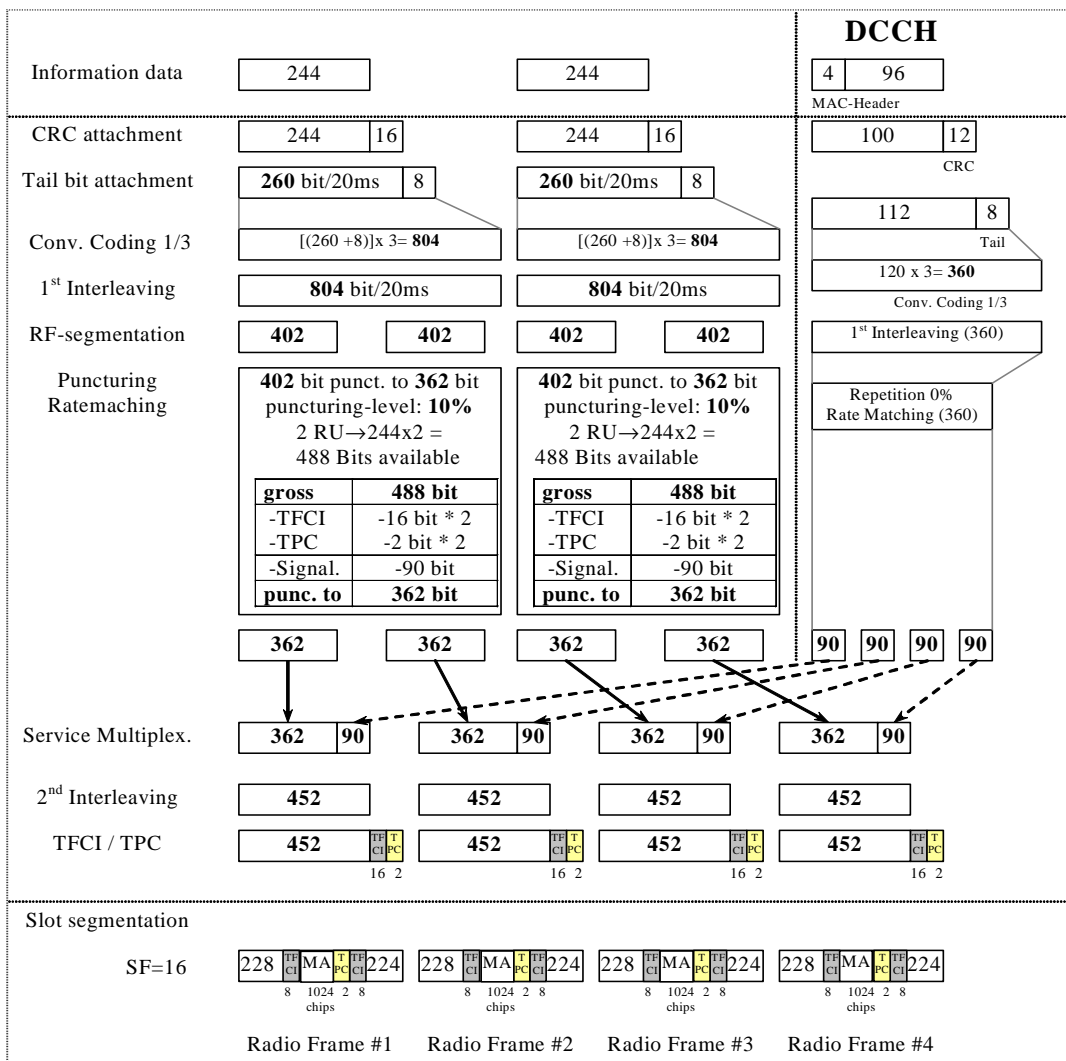 DCCH
Information data 244 244 4 96
MAC-Header
CRC attachment 244 16 244 16 100 12
CRC
Tail bit attachment 260 bit/20ms 8 260 bit/20ms 8
112 8
Tail
Conv. Coding 1/3 [(260 +8)]x 3= 804 [(260 +8)]x 3= 804
120 x 3= 360
Conv. Coding 1/3
1st Interleaving 804 bit/20ms 804 bit/20ms
RF-segmentation 402 402 402 402 1st Interleaving (360)
Puncturing
Ratemaching
402 bit punct. to 362 bit
puncturing-level: 10%
2 RU→244x2 =
488 Bits available
gross 488 bit
-TFCI -16 bit * 2
-TPC -2 bit * 2
-Signal. -90 bit
punc. to 362 bit
402 bit punct. to 362 bit
puncturing-level: 10%
2 RU→244x2 =
488 Bits available
gross 488 bit
-TFCI -16 bit * 2
-TPC -2 bit * 2
-Signal. -90 bit
punc. to 362 bit
Repetition 0%
Rate Matching (360)
362 362 362 362 90 90 90 90
Service Multiplex. 362 90 362 90 362 90 362 90
2nd Interleaving 452 452 452 452
TFCI / TPC 452 TF CI T PC 452 TF CI T PC 452 TF CI T PC 452 TF CI T PC
16 2 16 2 16 2 16 2
Slot segmentation
SF=16 228 TF CI MA T PC TF CI 224 228 TF CI MA T PC TF CI 224 228 TF CI MA T PC TF CI 224 228 TF CI MA T PC TF CI 224
8 1024 2 8 8 1024 2 8 8 1024 2 8 8 1024 2 8
chips chips chips chips
Radio Frame #1 Radio Frame #2 Radio Frame #3 Radio Frame #4